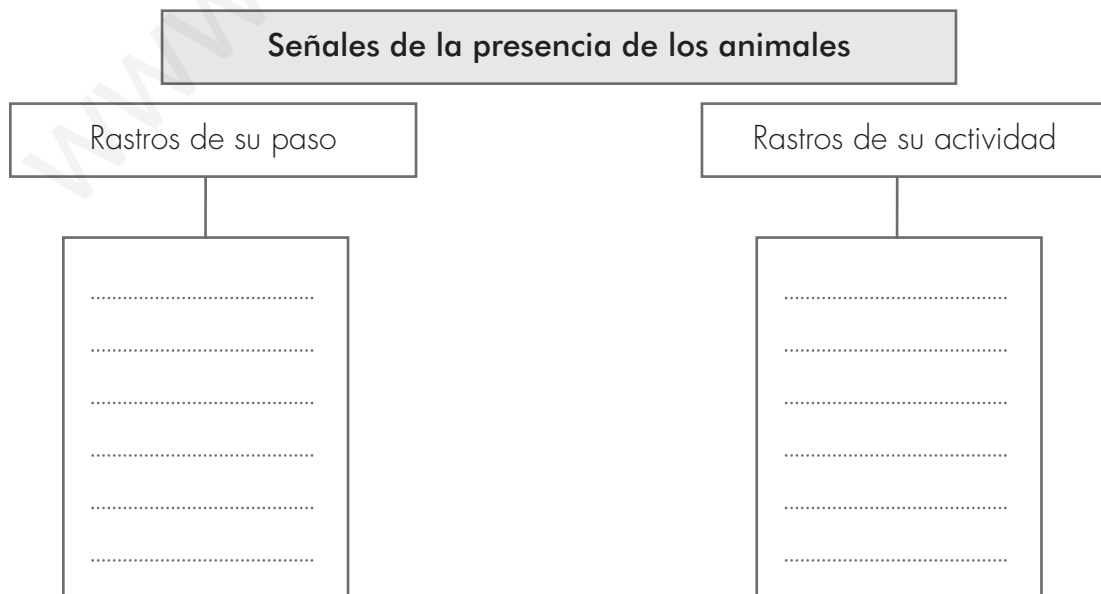 Señales de la presencia de los animales
Rastros de su paso
Rastros de su actividad